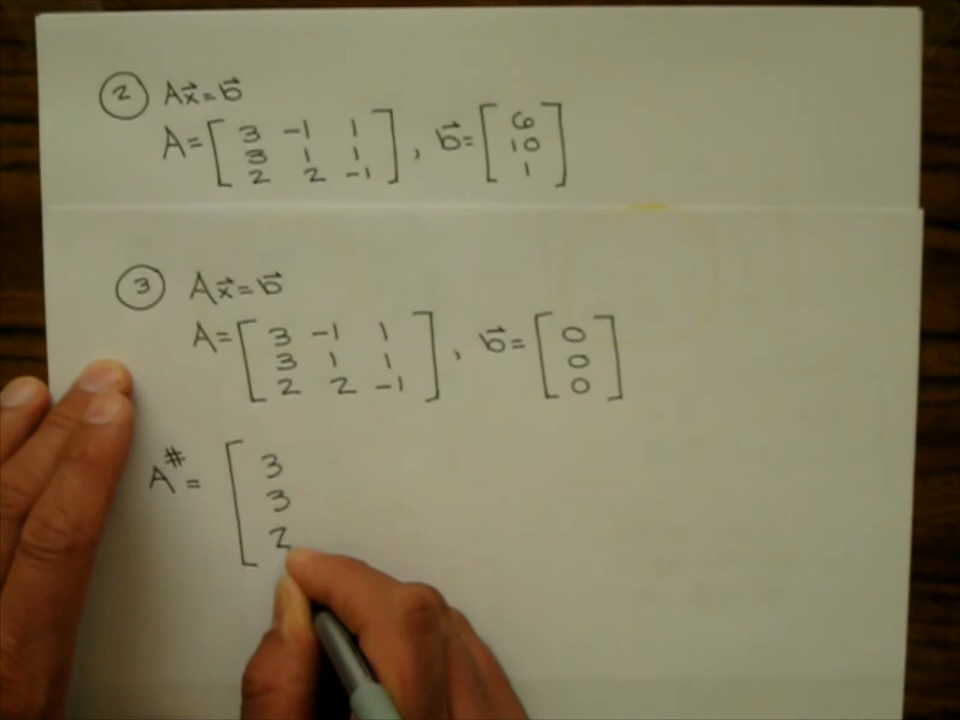 ② Ax⃗=b⃗
A=[3 -1 1
3 1 1
2 2 -1], b⃗=[6
10
1]
③ Ax⃗=b⃗
A=[3 -1 1
3 1 1
2 2 -1], b⃗=[0
0
0]
A#=[3
3
2